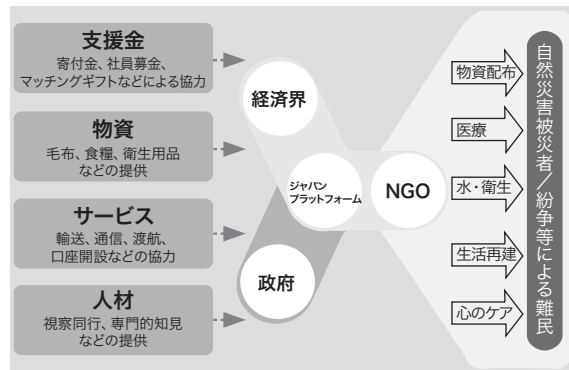 支援金
寄付金、社員募金、
マッチングギフトなどによる協力
物資
毛布、食糧、衛生用品
などの提供
サービス
輸送、通信、渡航、
口座開設などの協力
人材
視察同行、専門的知見
などの提供
経済界
ジャパン
プラットフォーム
NGO
政府
物資配布
医療
水・衛生
生活再建
心のケア
自然災害被災者/紛争等による難民